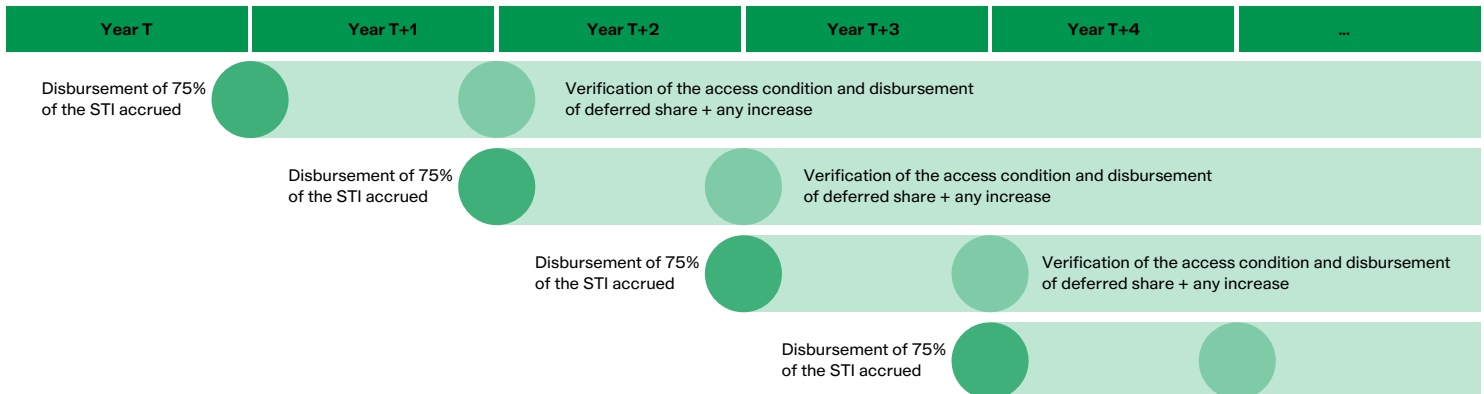 Year T
Year T+1
Year T+2
Year T+3
Year T+4
...
Disbursement of 75%
of the STI accrued
Verification of the access condition and disbursement
of deferred share + any increase
Disbursement of 75%
of the STI accrued
Verification of the access condition and disbursement
of deferred share + any increase
Disbursement of 75%
of the STI accrued
Verification of the access condition and disbursement
of deferred share + any increase
Disbursement of 75%
of the STI accrued